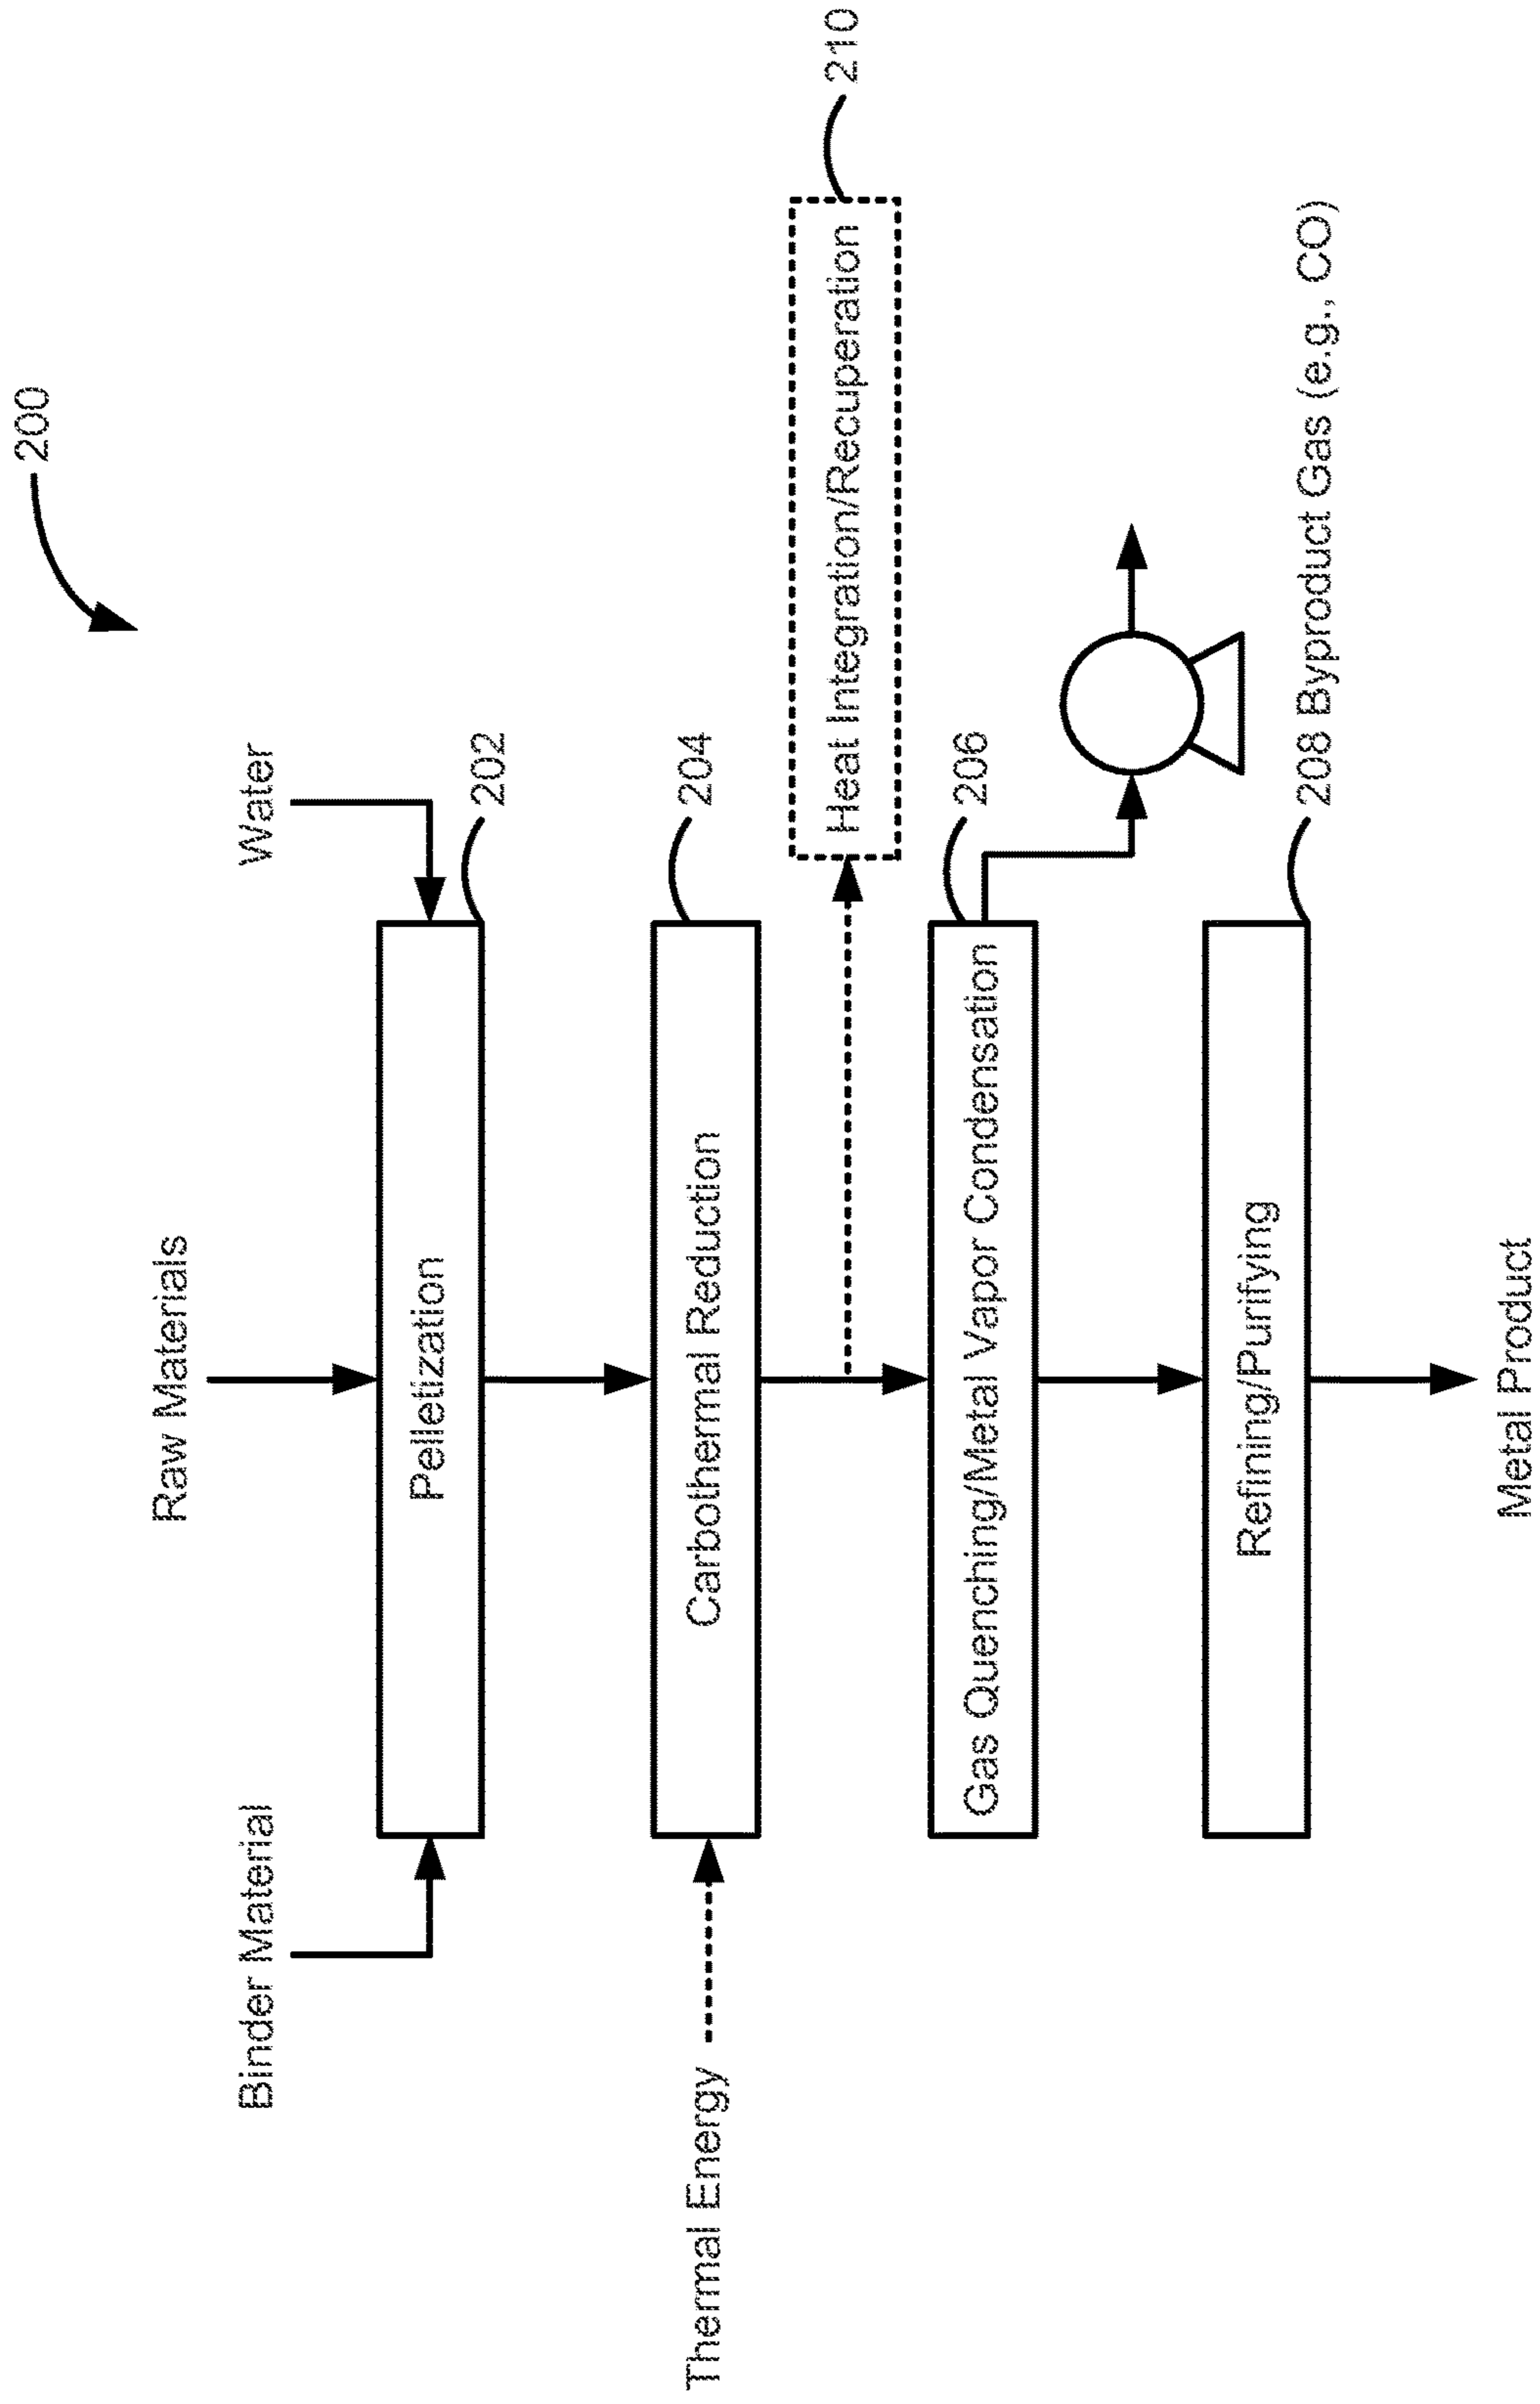 200
Raw Materials
Binder Material
Water
Pelletization
202
Thermal Energy
Carbothermal Reduction
204
Heat Integration/Recuperation
210
Gas Quenching/Metal Vapor Condensation
206
Refining/Purifying
208 Byproduct Gas (e.g., CO)
Metal Product